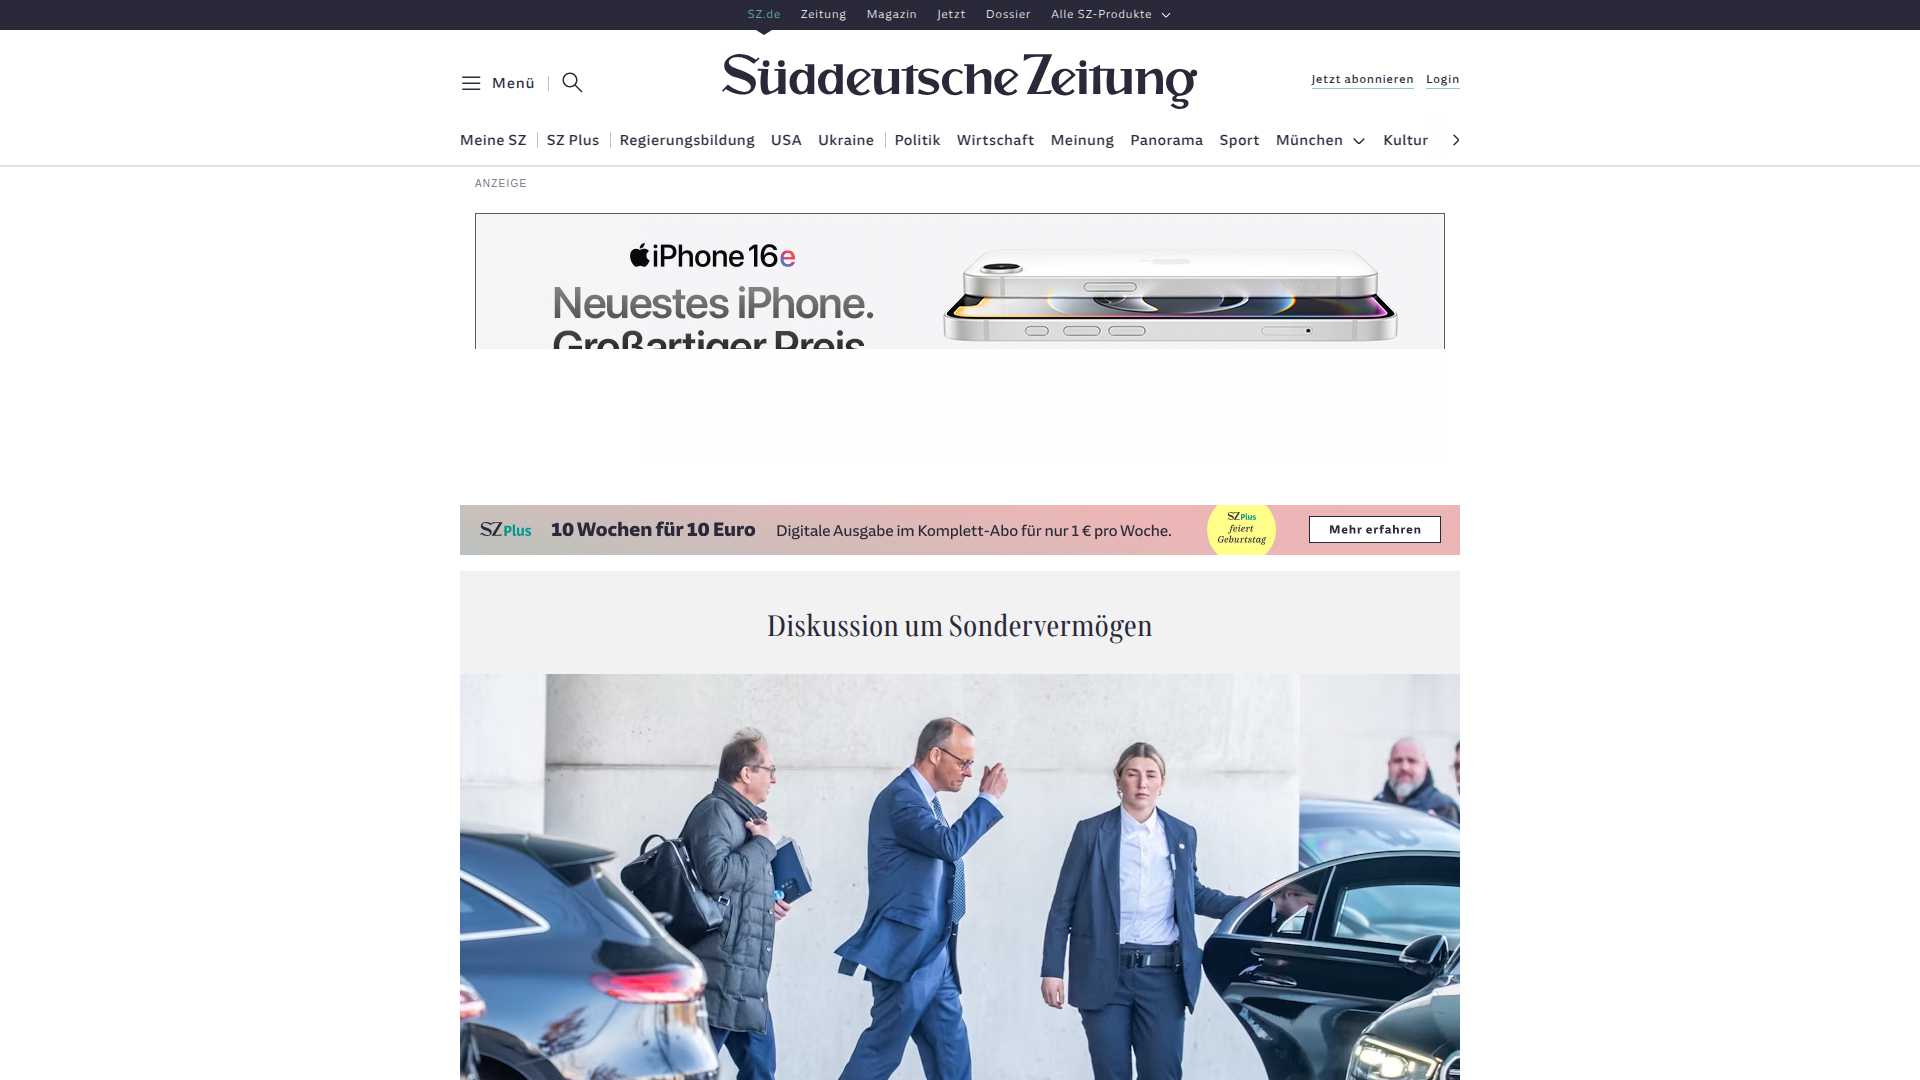 SZ.de Zeitung Magazin Jetzt Dossier Alle SZ-Produkte
Menü
Süddeutsche Zeitung
Jetzt abonnieren Login
Meine SZ SZ Plus Regierungsbildung USA Ukraine Politik Wirtschaft Meinung Panorama Sport München Kultur
ANZEIGE
iPhone 16e
Neuestes iPhone.
Großartiger Preis
SZ Plus 10 Wochen für 10 Euro Digitale Ausgabe im Komplett-Abo für nur 1 € pro Woche.
SZ Plus
feiert
Geburtstag
Mehr erfahren
Diskussion um Sondervermögen